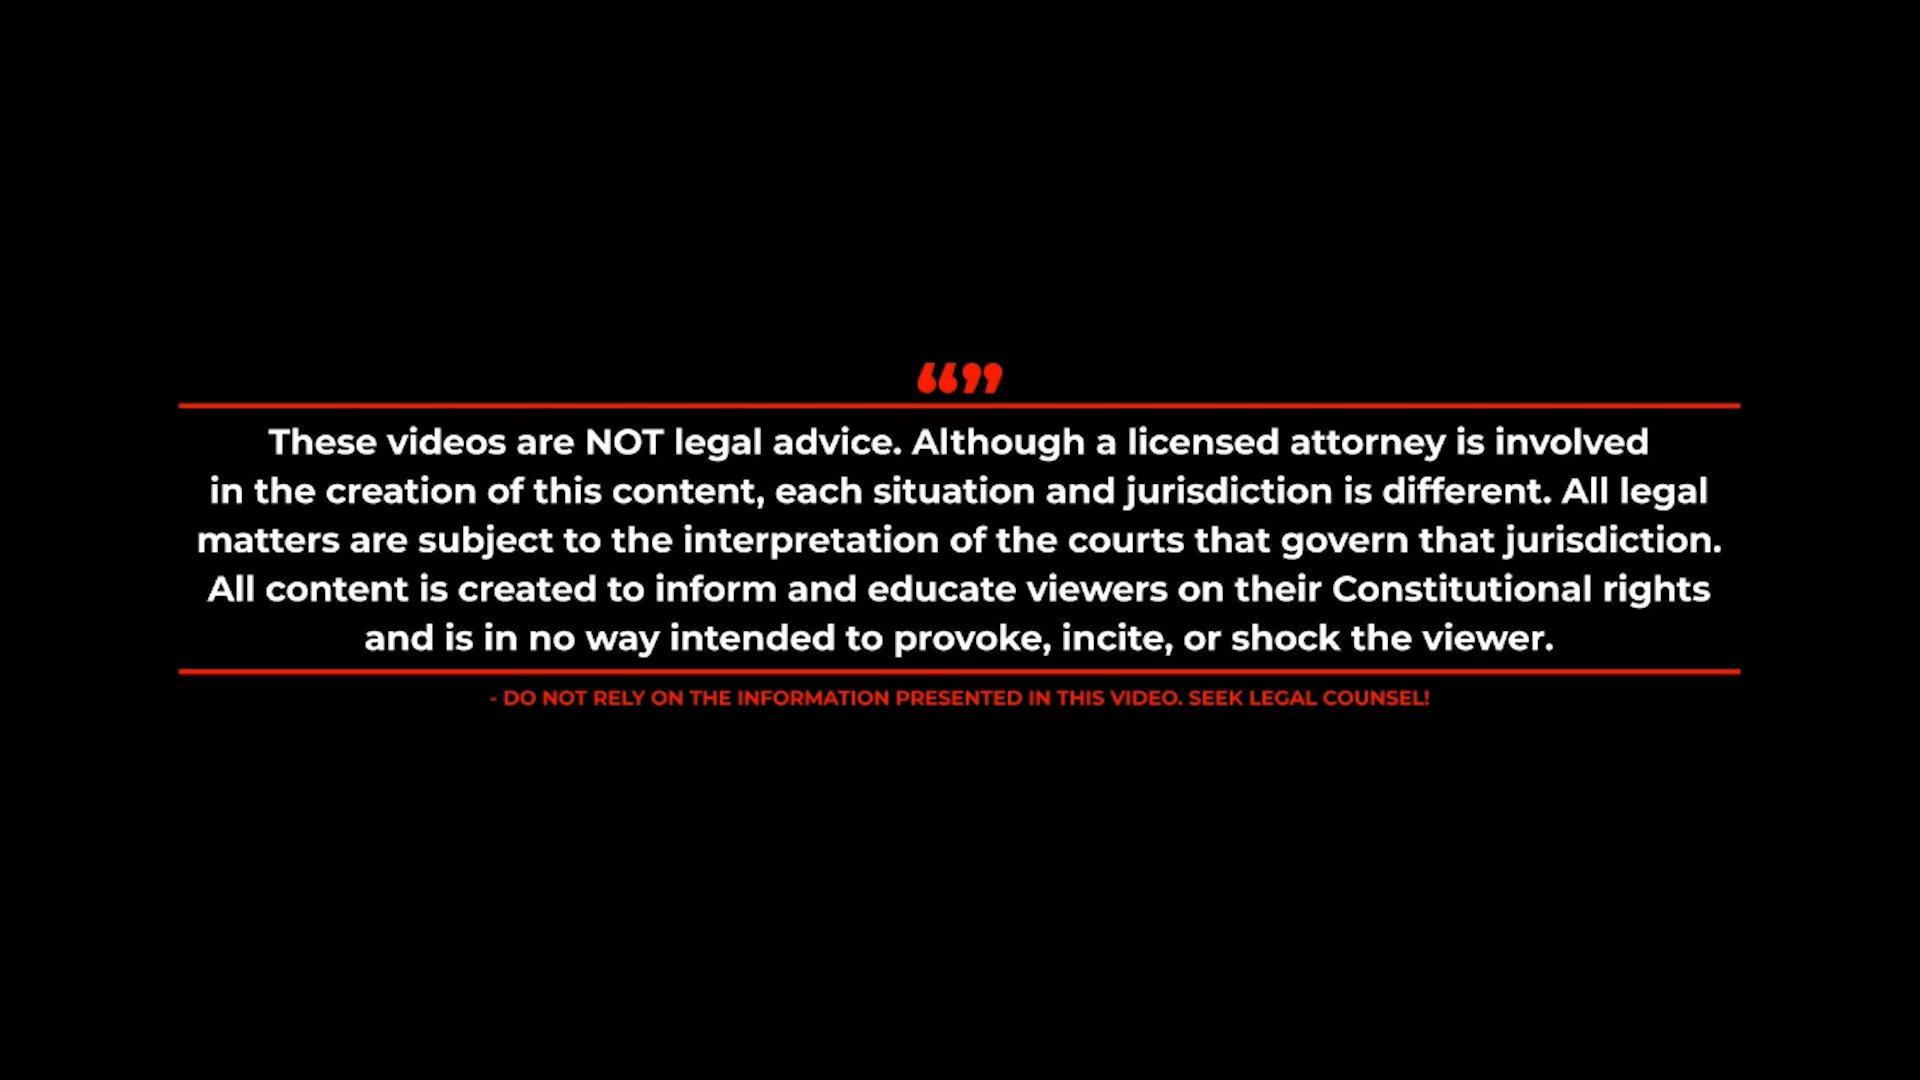 “”
These videos are NOT legal advice. Although a licensed attorney is involved
in the creation of this content, each situation and jurisdiction is different. All legal
matters are subject to the interpretation of the courts that govern that jurisdiction.
All content is created to inform and educate viewers on their Constitutional rights
and is in no way intended to provoke, incite, or shock the viewer.
- DO NOT RELY ON THE INFORMATION PRESENTED IN THIS VIDEO. SEEK LEGAL COUNSEL!